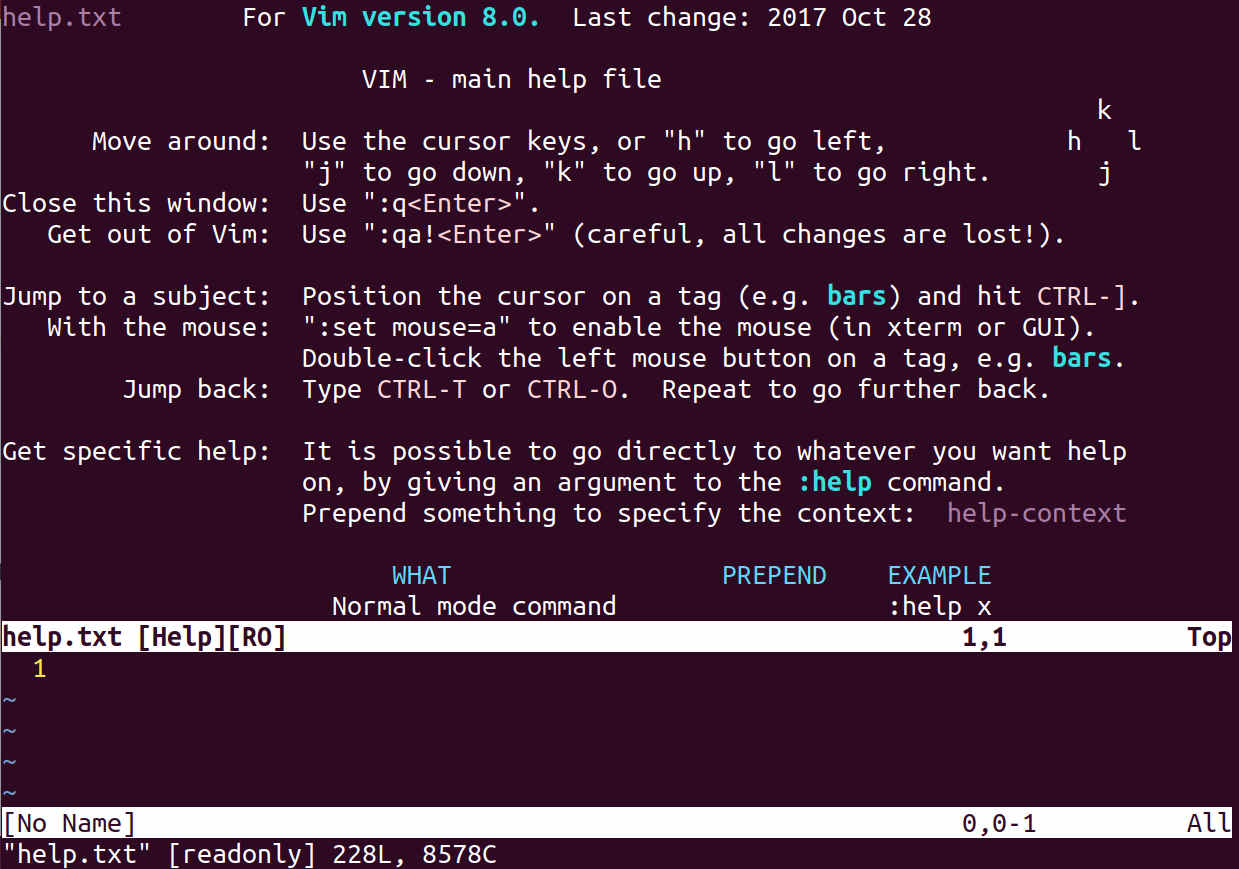 help.txt For Vim version 8.0. Last change: 2017 Oct 28
VIM - main help file
k
Move around: Use the cursor keys, or "h" to go left, h l
"j" to go down, "k" to go up, "l" to go right. j
Close this window: Use ":q<Enter>".
Get out of Vim: Use ":qa!<Enter>" (careful, all changes are lost!).
Jump to a subject: Position the cursor on a tag (e.g. bars) and hit CTRL-].
With the mouse: ":set mouse=a" to enable the mouse (in xterm or GUI).
Double-click the left mouse button on a tag, e.g. bars.
Jump back: Type CTRL-T or CTRL-O. Repeat to go further back.
Get specific help: It is possible to go directly to whatever you want help
on, by giving an argument to the :help command.
Prepend something to specify the context: help-context
WHAT PREPEND EXAMPLE
Normal mode command :help x
help.txt [Help][RO] 1,1 Top
1
~
~
~
~
[No Name] 0,0-1 All
"help.txt" [readonly] 228L, 8578C